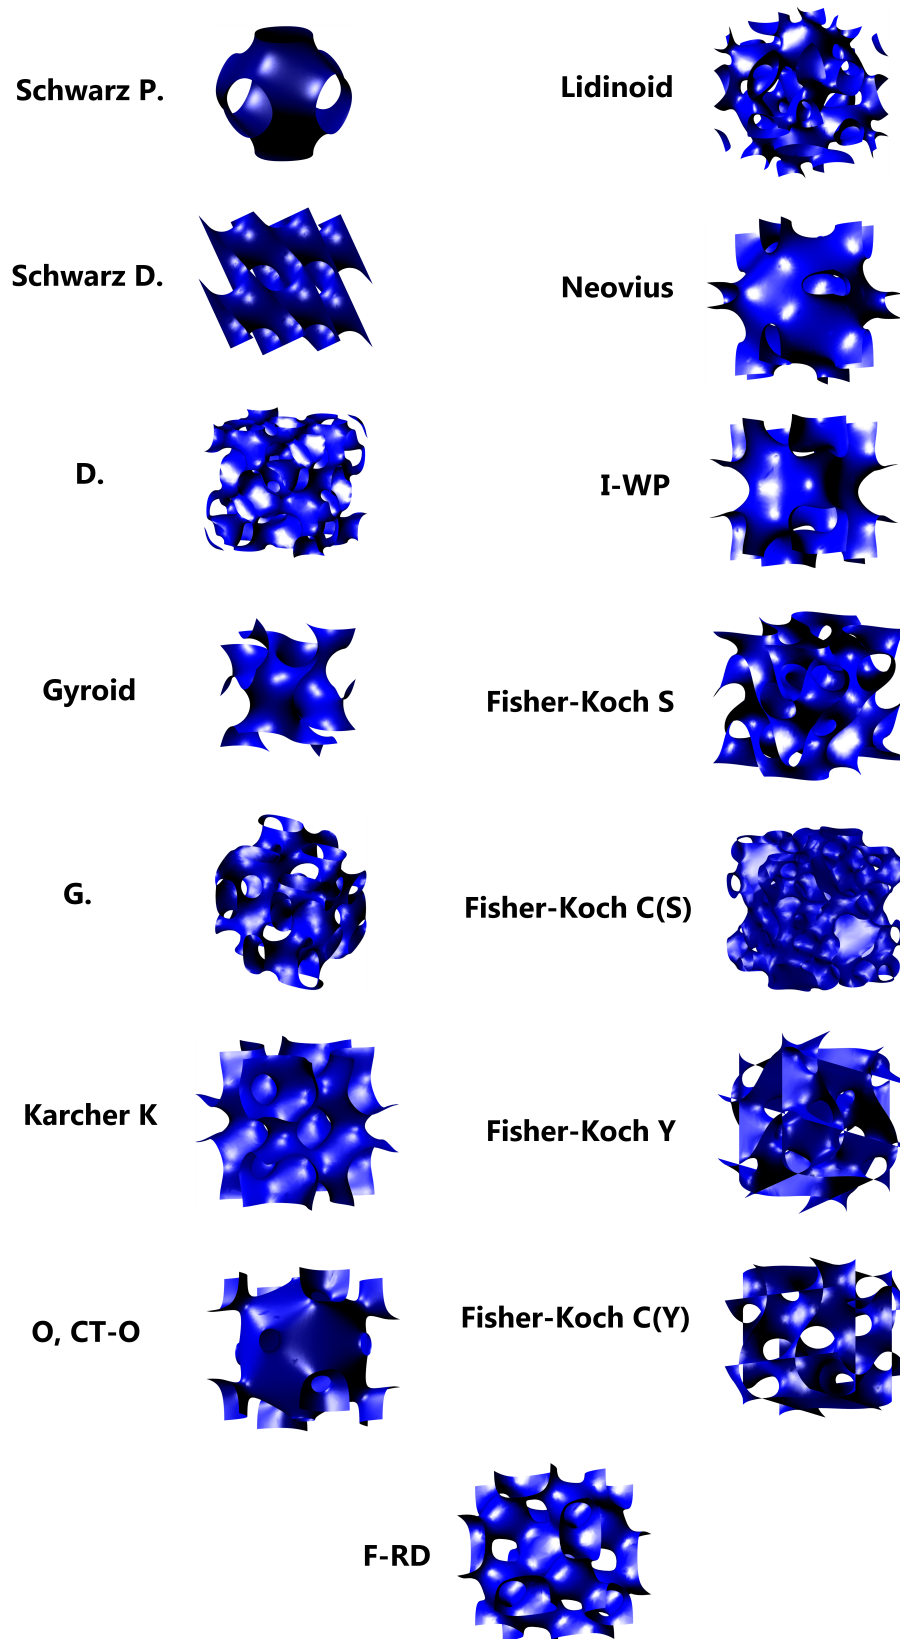 Schwarz P.
Lidinoid
Schwarz D.
Neovius
D.
I-WP
Gyroid
Fisher-Koch S
G.
Fisher-Koch C(S)
Karcher K
Fisher-Koch Y
O, CT-O
Fisher-Koch C(Y)
F-RD